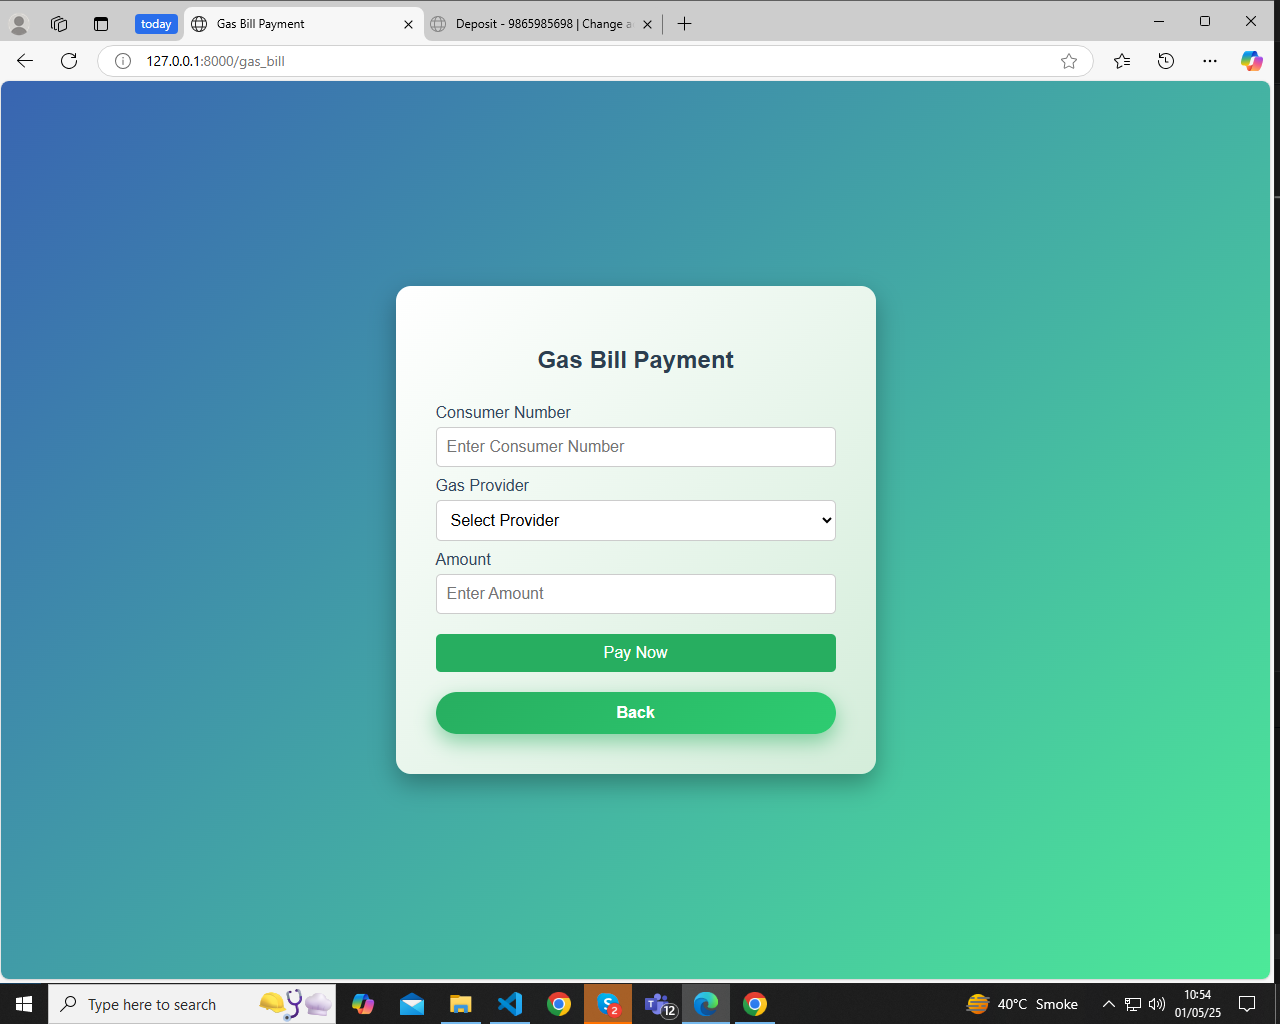 today
Gas Bill Payment
Deposit - 9865985698 | Change a
127.0.0.1:8000/gas_bill
Gas Bill Payment
Consumer Number
Enter Consumer Number
Gas Provider
Select Provider
Amount
Enter Amount
Pay Now
Back
Type here to search
2
12
40°C Smoke
10:54
01/05/25